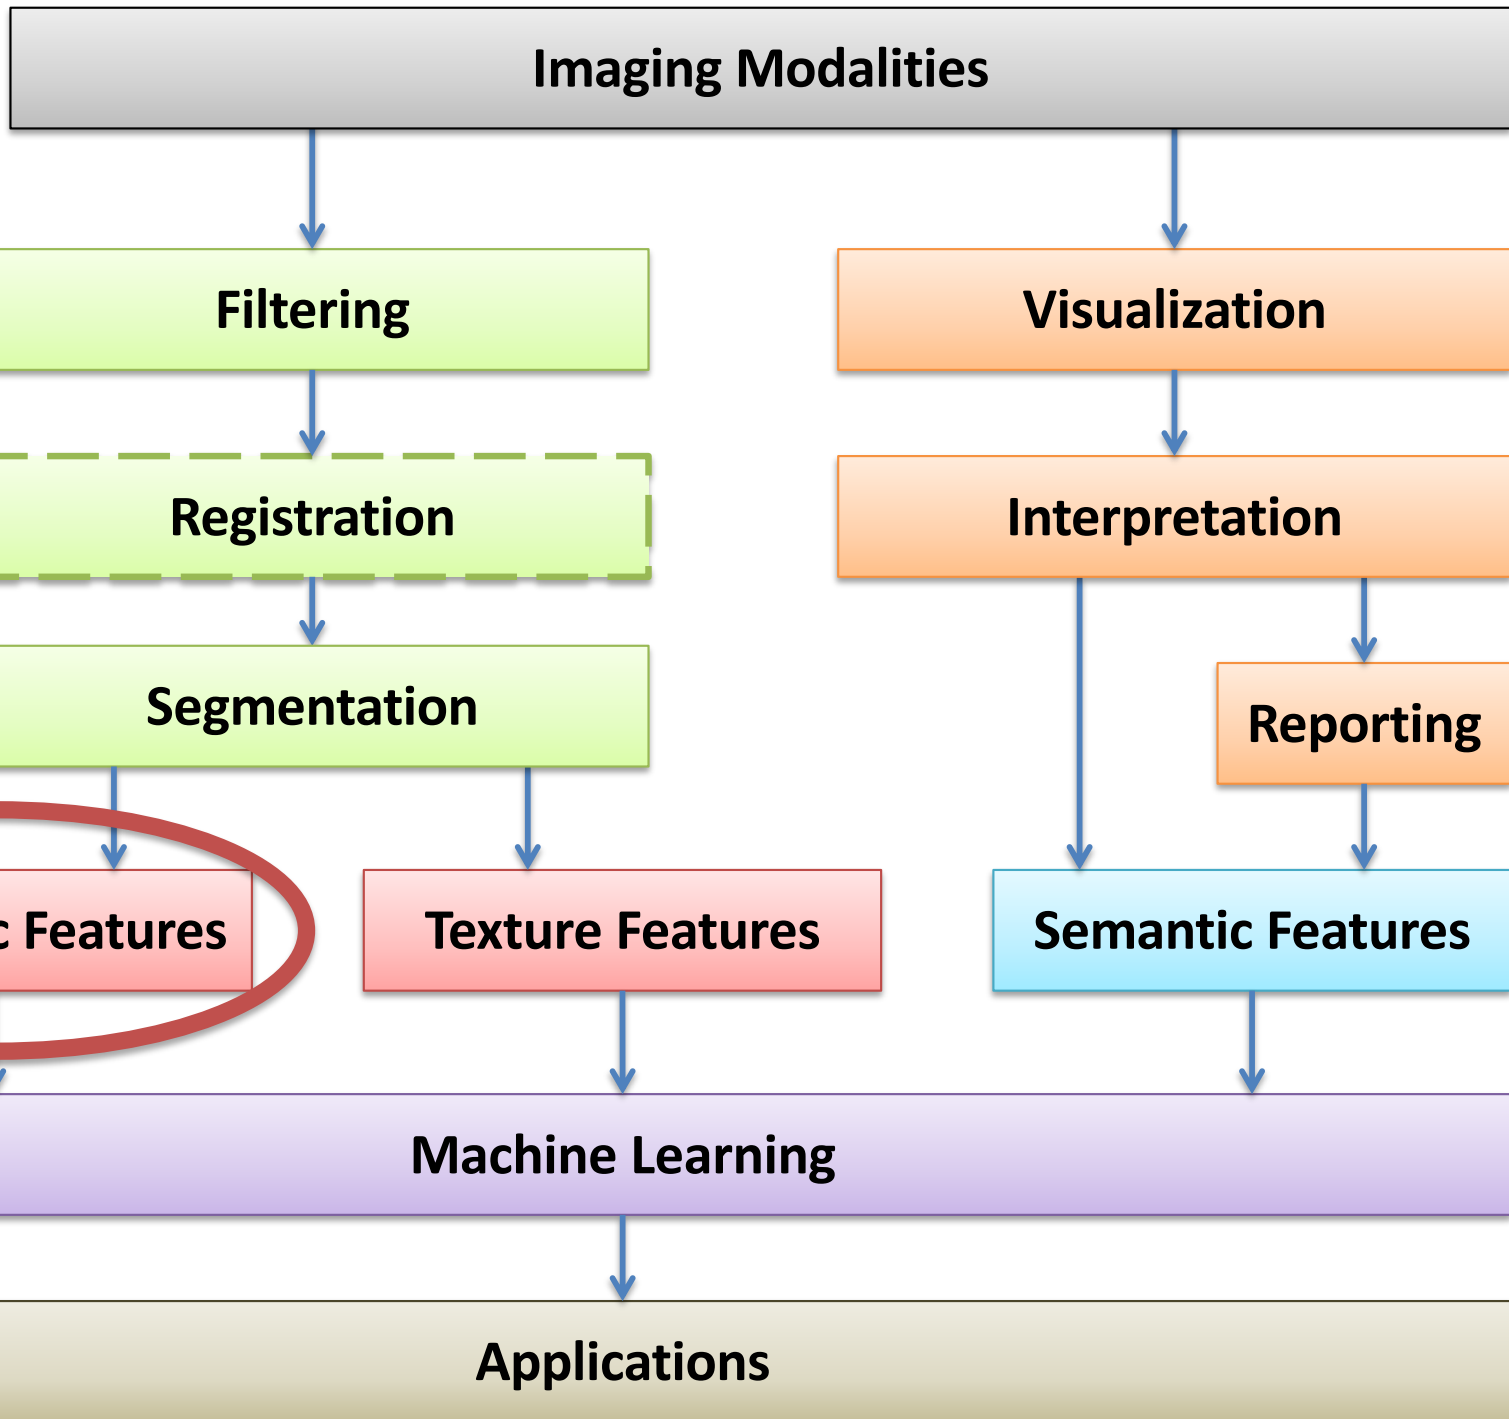 Imaging Modalities
Filtering
Visualization
Registration
Interpretation
Segmentation
Reporting
c Features
Texture Features
Semantic Features
Machine Learning
Applications